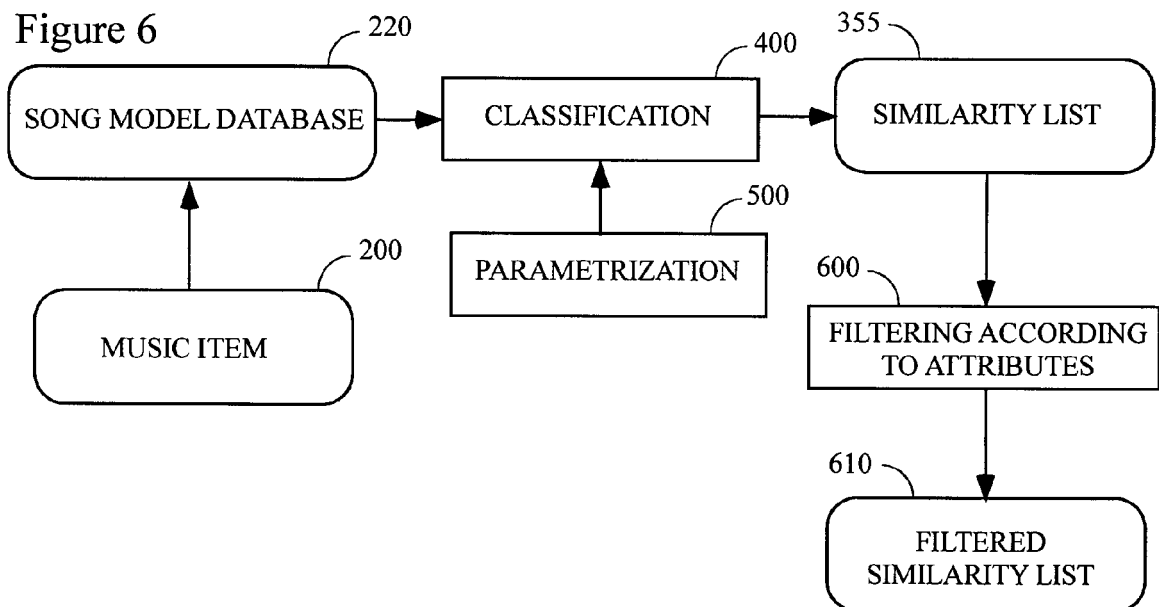 Figure 6
220
400
355
SONG MODEL DATABASE
CLASSIFICATION
SIMILARITY LIST
500
PARAMETRIZATION
200
MUSIC ITEM
600
FILTERING ACCORDING
TO ATTRIBUTES
610
FILTERED
SIMILARITY LIST